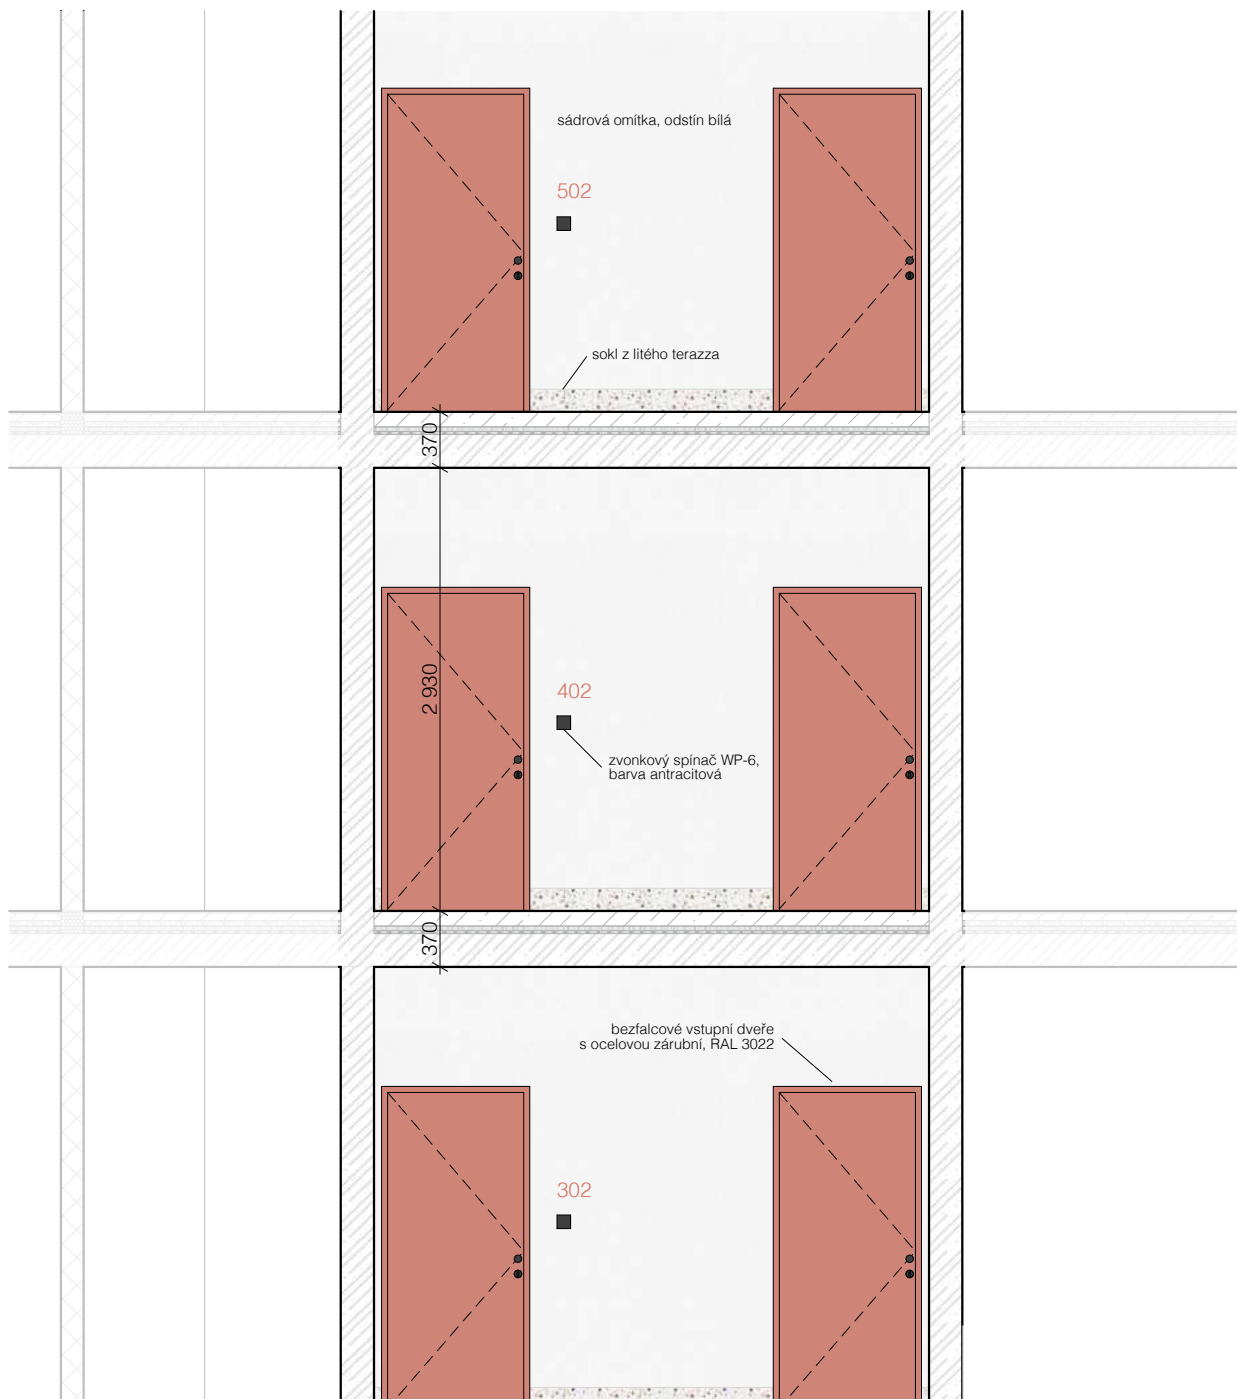 sádrová omítka, odstín bílá
502
sokl z litého terazza
370
2 930
402
zvonkový spínač WP-6,
barva antracitová
370
bezfalcové vstupní dveře
s ocelovou zárubní, RAL 3022
302